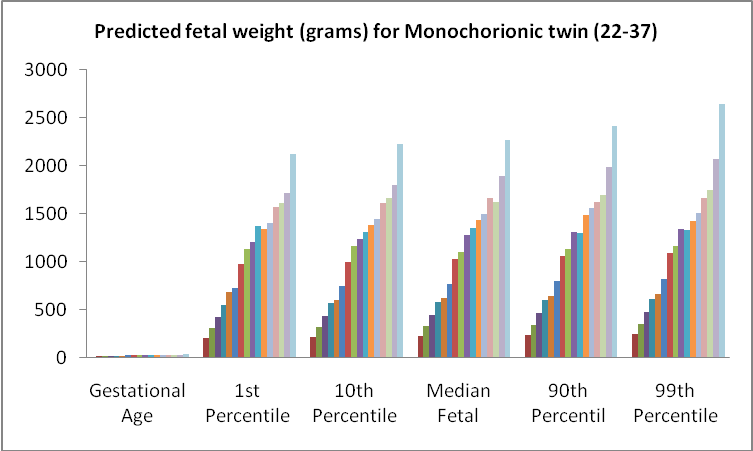 Predicted fetal weight (grams) for Monochorionic twin (22-37)
3000
2500
2000
1500
1000
500
0
Gestational Age
1st Percentile
10th Percentile
Median Fetal
90th Percentil
99th Percentile